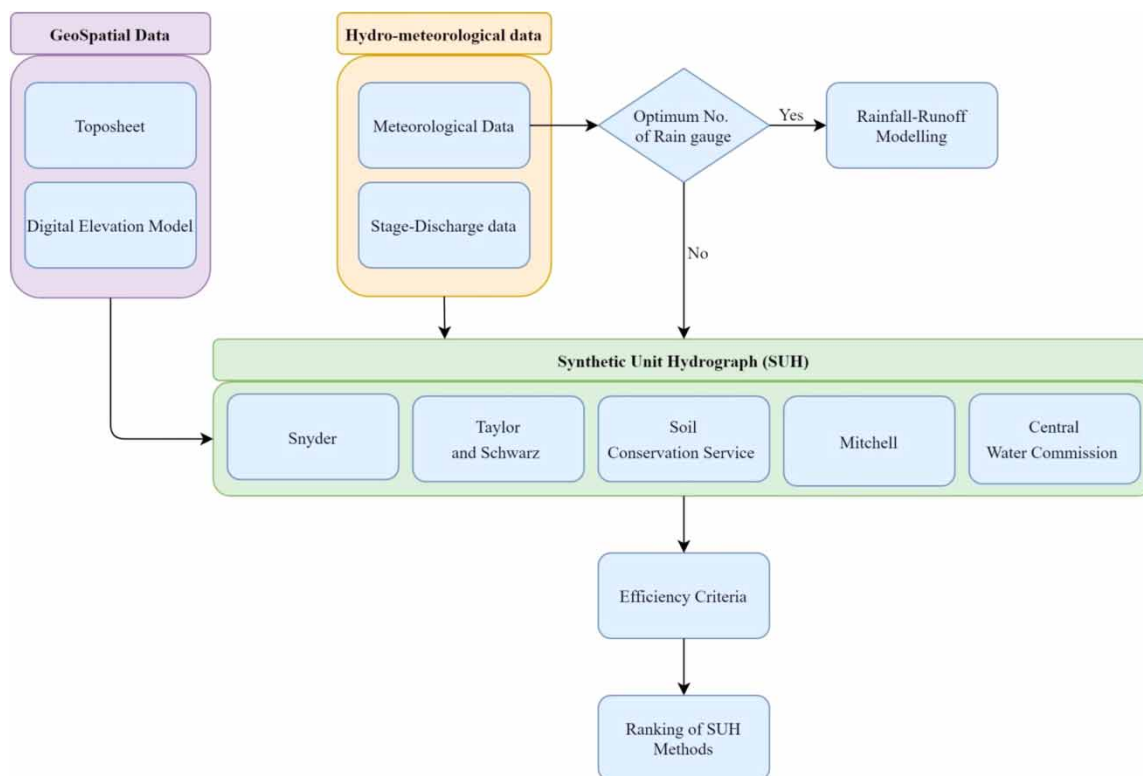 GeoSpatial Data
Toposheet
Digital Elevation Model
Hydro-meteorological data
Meteorological Data
Stage-Discharge data
Optimum No.
of Rain gauge
Yes
Rainfall-Runoff
Modelling
No
Synthetic Unit Hydrograph (SUH)
Snyder
Taylor
and Schwarz
Soil
Conservation Service
Mitchell
Central
Water Commission
Efficiency Criteria
Ranking of SUH
Methods